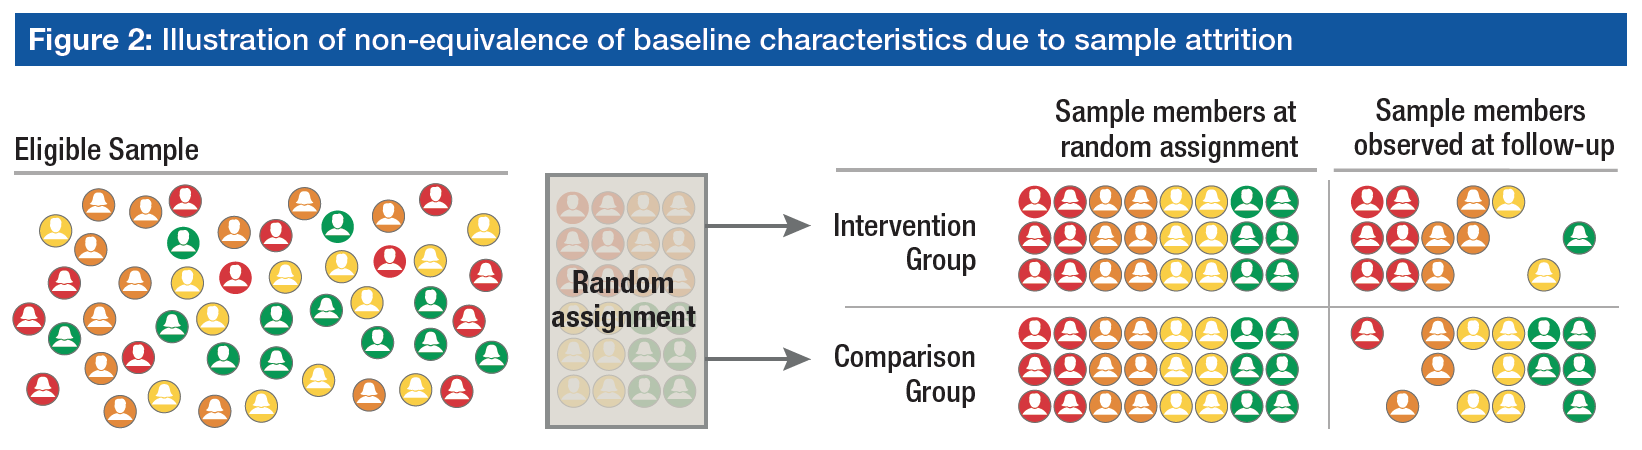 Figure 2: Illustration of non-equivalence of baseline characteristics due to sample attrition
Eligible Sample
Random
assignment
Sample members at
random assignment
Sample members
observed at follow-up
Intervention
Group
Comparison
Group